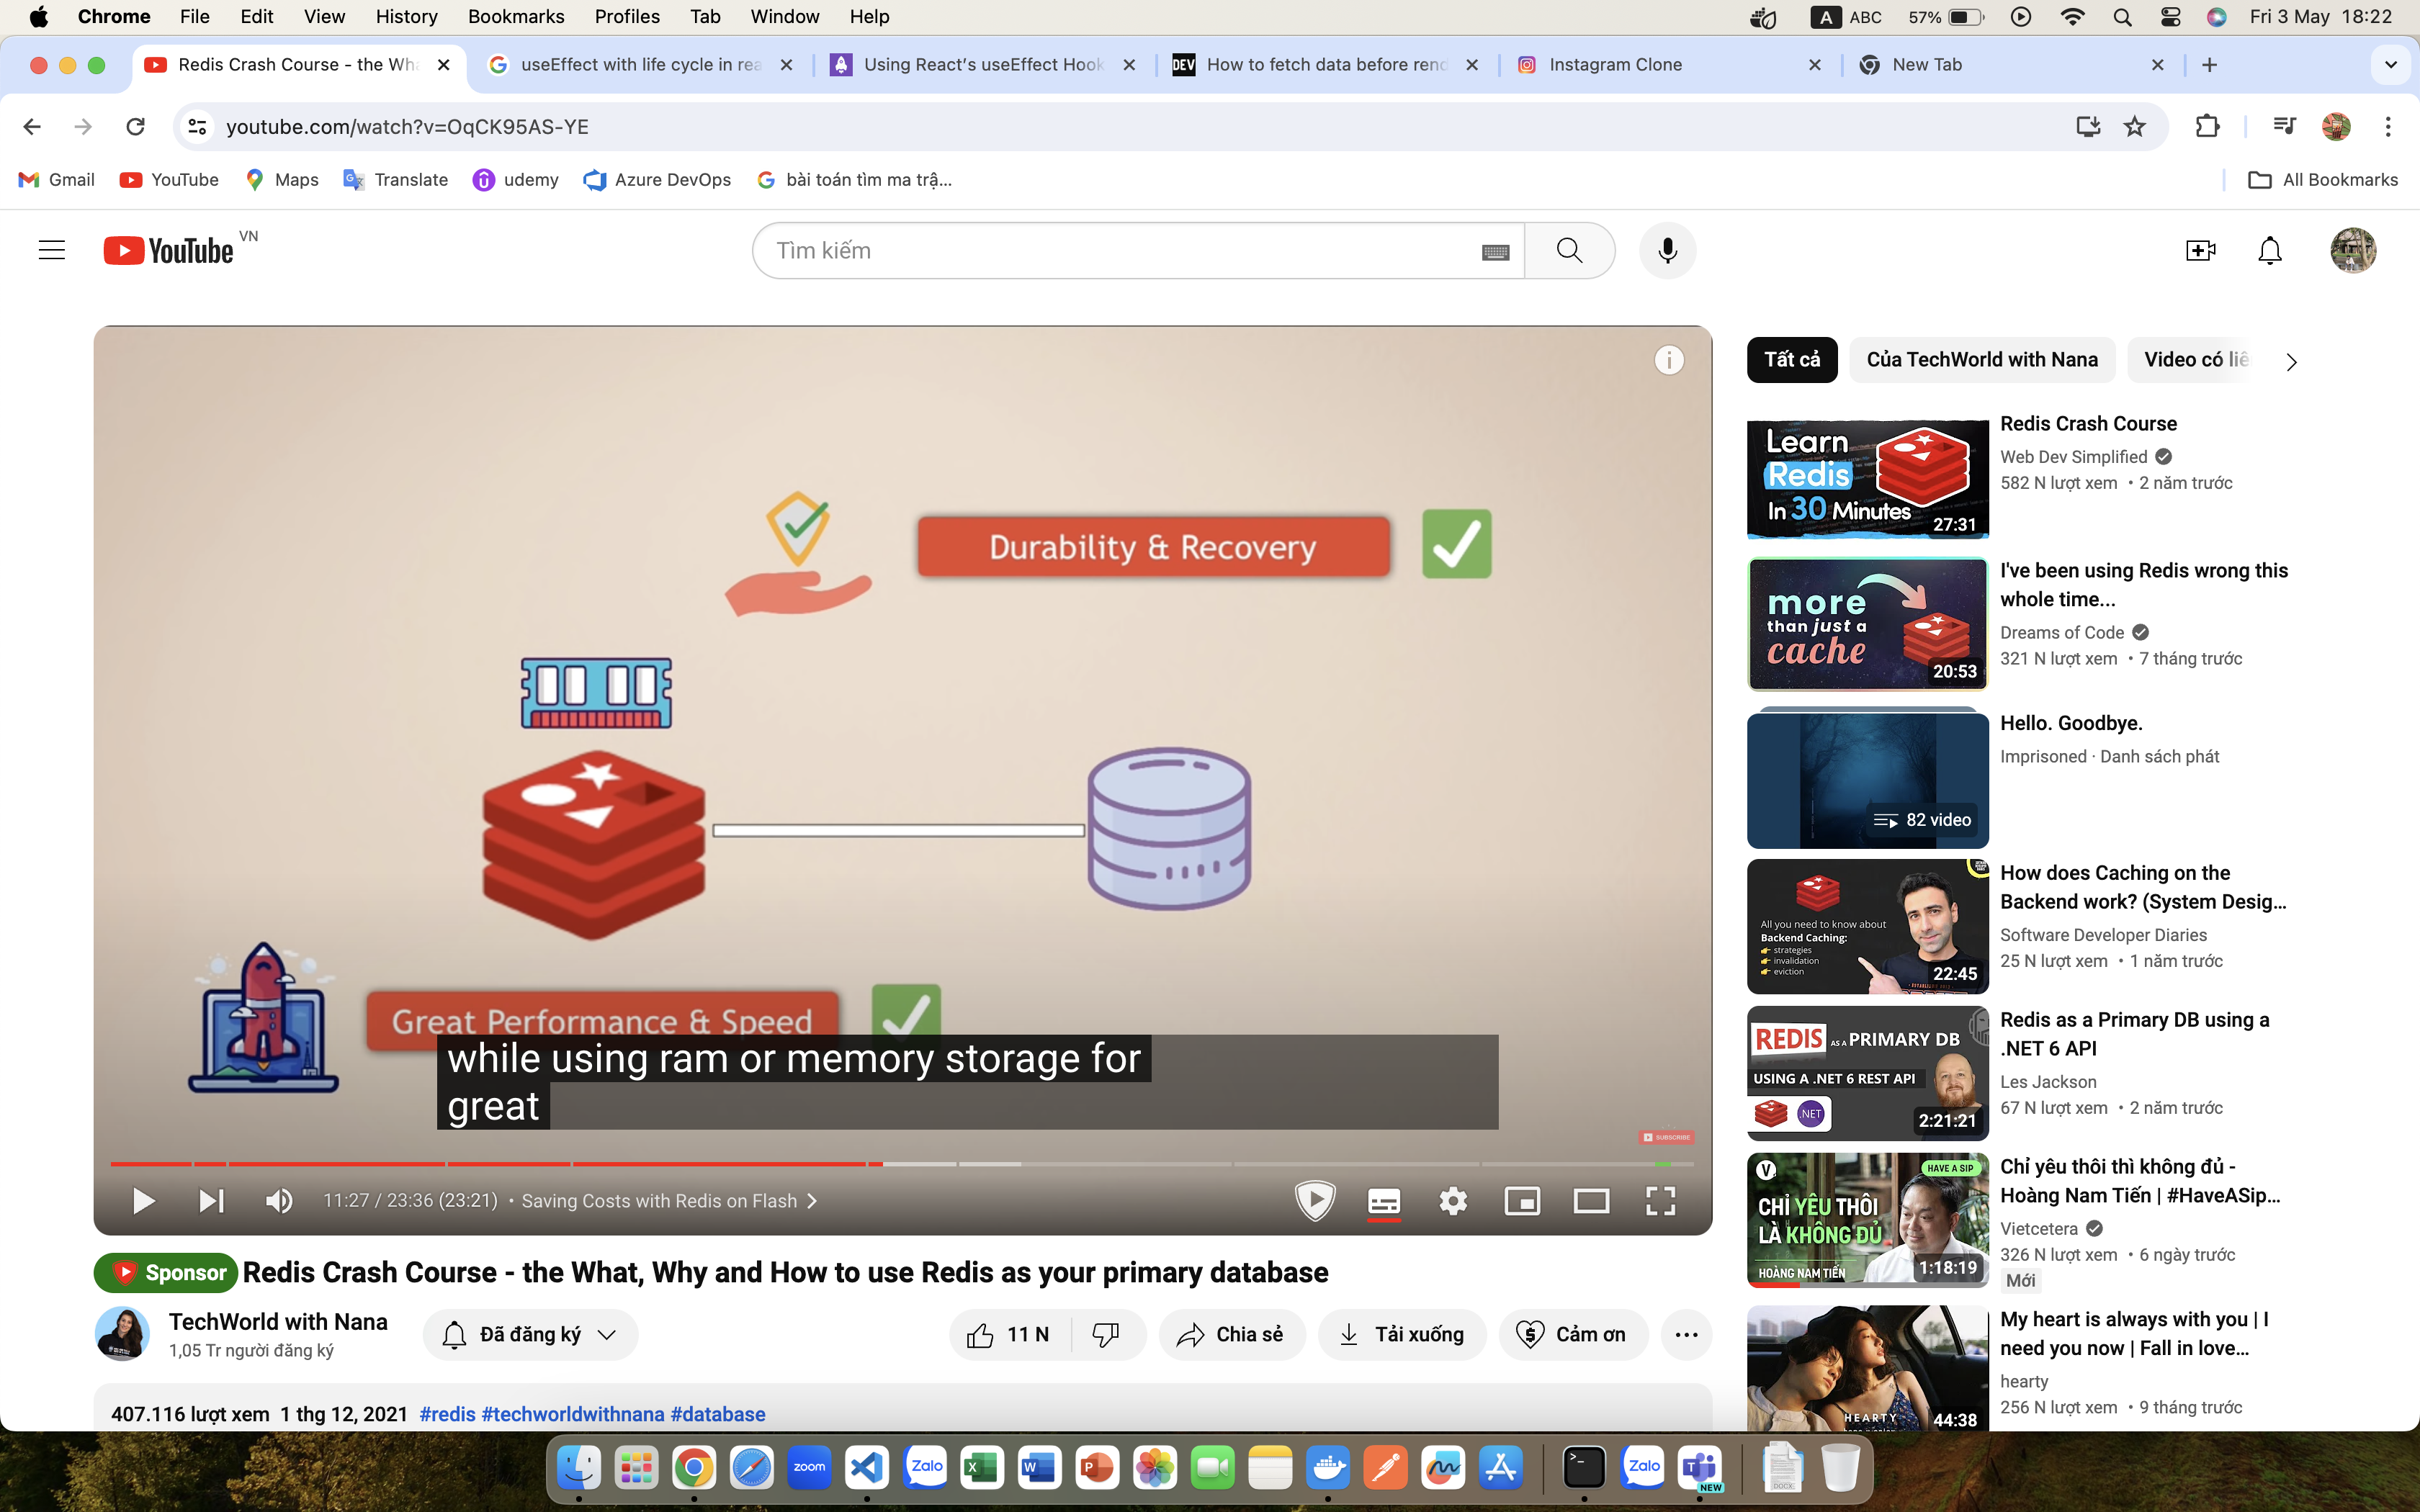 Chrome File Edit View History Bookmarks Profiles Tab Window Help
A ABC 57% Fri 3 May 18:22
Redis Crash Course - the Wh
useEffect with life cycle in rea
Using React's useEffect Hook
DEV How to fetch data before rend
Instagram Clone
New Tab
youtube.com/watch?v=OqCK95AS-YE
Gmail YouTube Maps Translate udemy Azure DevOps bài toán tìm ma trậ... All Bookmarks
YouTube VN
Tìm kiếm
Durability & Recovery
Great Performance & Speed
while using ram or memory storage for
great
SUBSCRIBE
11:27 / 23:36 (23:21) • Saving Costs with Redis on Flash
Sponsor Redis Crash Course - the What, Why and How to use Redis as your primary database
TechWorld with Nana
1,05 Tr người đăng ký
Đã đăng ký
11 N
Chia sẻ
Tải xuống
Cảm ơn
407.116 lượt xem 1 thg 12, 2021 #redis #techworldwithnana #database
Tất cả Của TechWorld with Nana Video có liê
Learn
Redis
In 30 Minutes
27:31
Redis Crash Course
Web Dev Simplified
582 N lượt xem • 2 năm trước
more
than just a
cache
20:53
I've been using Redis wrong this
whole time...
Dreams of Code
321 N lượt xem • 7 tháng trước
82 video
Hello. Goodbye.
Imprisoned · Danh sách phát
All you need to know about
Backend Caching:
strategies
invalidation
eviction
22:45
How does Caching on the
Backend work? (System Desig...
Software Developer Diaries
25 N lượt xem • 1 năm trước
REDIS AS A PRIMARY DB
USING A .NET 6 REST API
.NET
2:21:21
Redis as a Primary DB using a
.NET 6 API
Les Jackson
67 N lượt xem • 2 năm trước
V
HAVE A SIP
CHỈ YÊU THÔI
LÀ KHÔNG ĐỦ
HOÀNG NAM TIẾN
1:18:19
Chỉ yêu thôi thì không đủ -
Hoàng Nam Tiến | #HaveASip...
Vietcetera
326 N lượt xem • 6 ngày trước
Mới
HEARTY
44:38
My heart is always with you | I
need you now | Fall in love...
hearty
256 N lượt xem • 9 tháng trước
zoom Zalo X W P Zalo T NEW DOCX